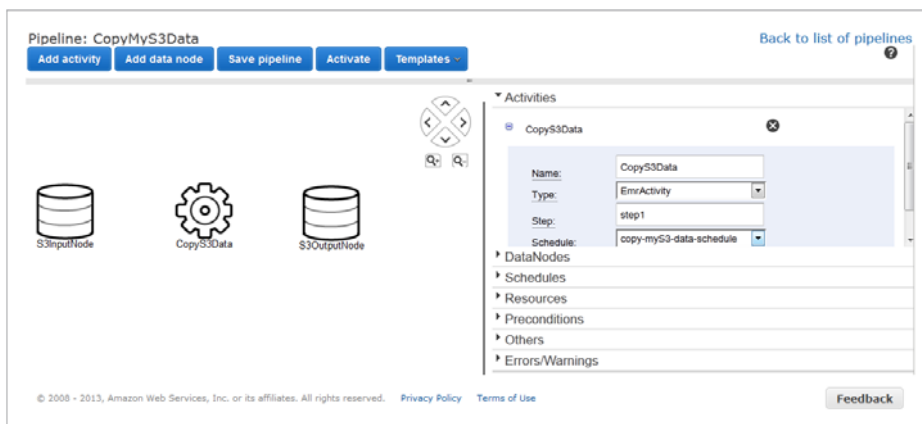 Pipeline: CopyMyS3Data
Back to list of pipelines
Add activity
Add data node
Save pipeline
Activate
Templates
Activities
CopyS3Data
Name:
CopyS3Data
Type:
EmrActivity
Step:
step1
Schedule:
copy-myS3-data-schedule
S3InputNode
CopyS3Data
S3OutputNode
DataNodes
Schedules
Resources
Preconditions
Others
Errors/Warnings
© 2008 - 2013, Amazon Web Services, Inc. or its affiliates. All rights reserved. Privacy Policy Terms of Use
Feedback